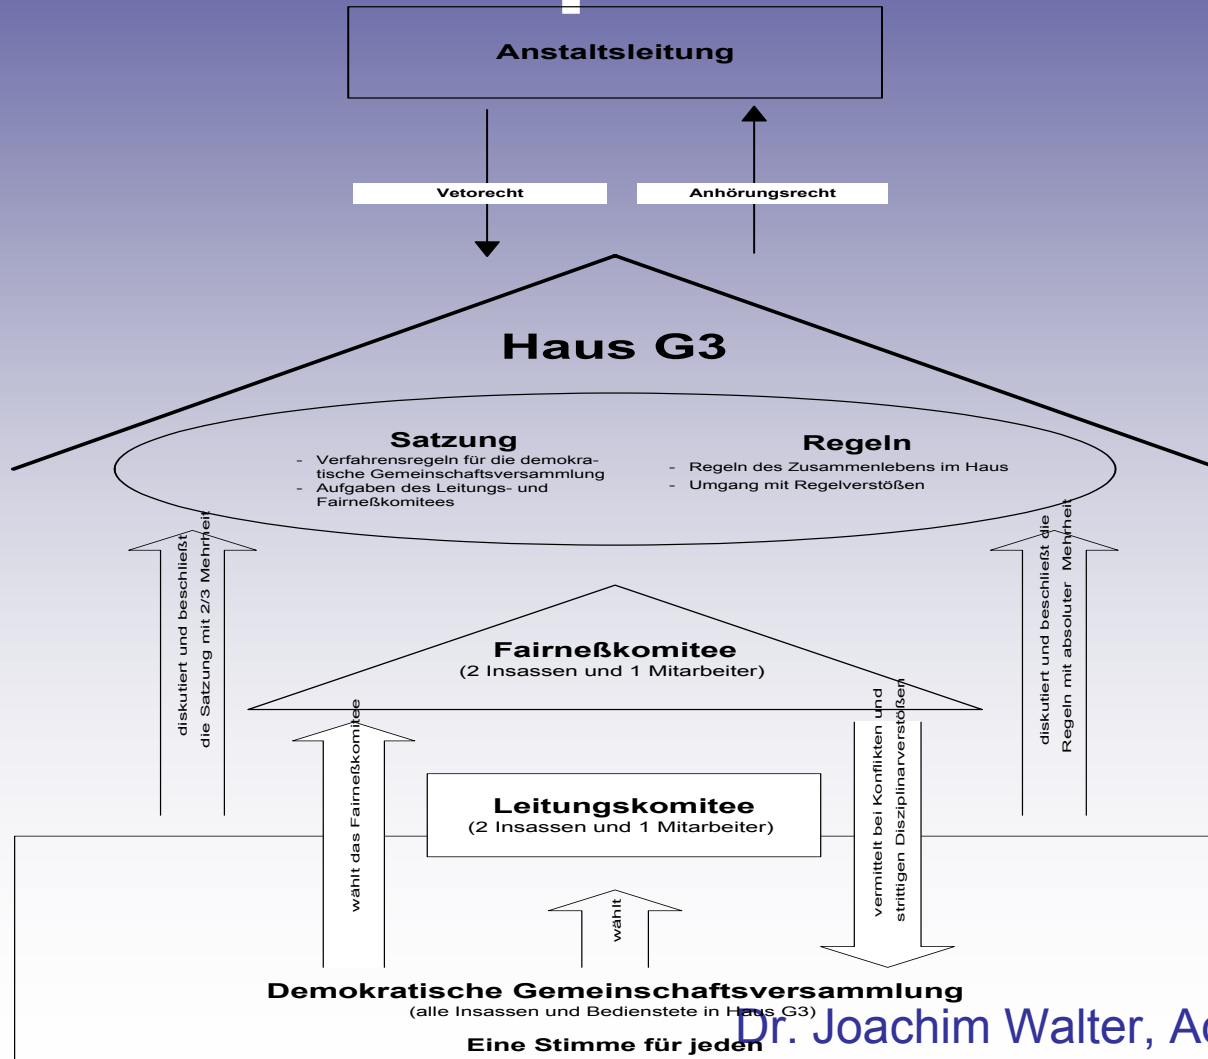 Anstaltsleitung
Vetorecht
Anhörungsrecht
Haus G3
Satzung
- Verfahrensregeln für die demokra-
tische Gemeinschaftsversammlung
- Aufgaben des Leitungs- und
Fairneßkomitees
Regeln
- Regeln des Zusammenlebens im Haus
- Umgang mit Regelverstößen
diskutiert und beschließt
die Satzung mit 2/3 Mehrheit
diskutiert und beschließt die
Regeln mit absoluter Mehrheit
Fairneßkomitee
(2 Insassen und 1 Mitarbeiter)
wählt das Fairneßkomitee
vermittelt bei Konflikten und
strittigen Disziplinarverstößen
Leitungskomitee
(2 Insassen und 1 Mitarbeiter)
wählt
Demokratische Gemeinschaftsversammlung
(alle Insassen und Bedienstete in Haus G3)
Eine Stimme für jeden
Dr. Joachim Walter,